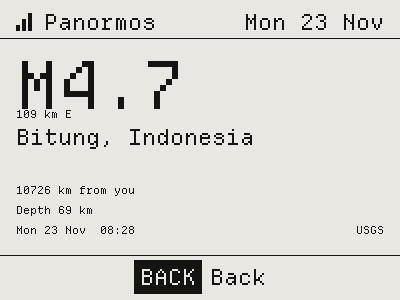 Panormos Mon 23 Nov
M4.7
109 km E
Bitung, Indonesia
10726 km from you
Depth 69 km
Mon 23 Nov 08:28 USGS
BACK Back